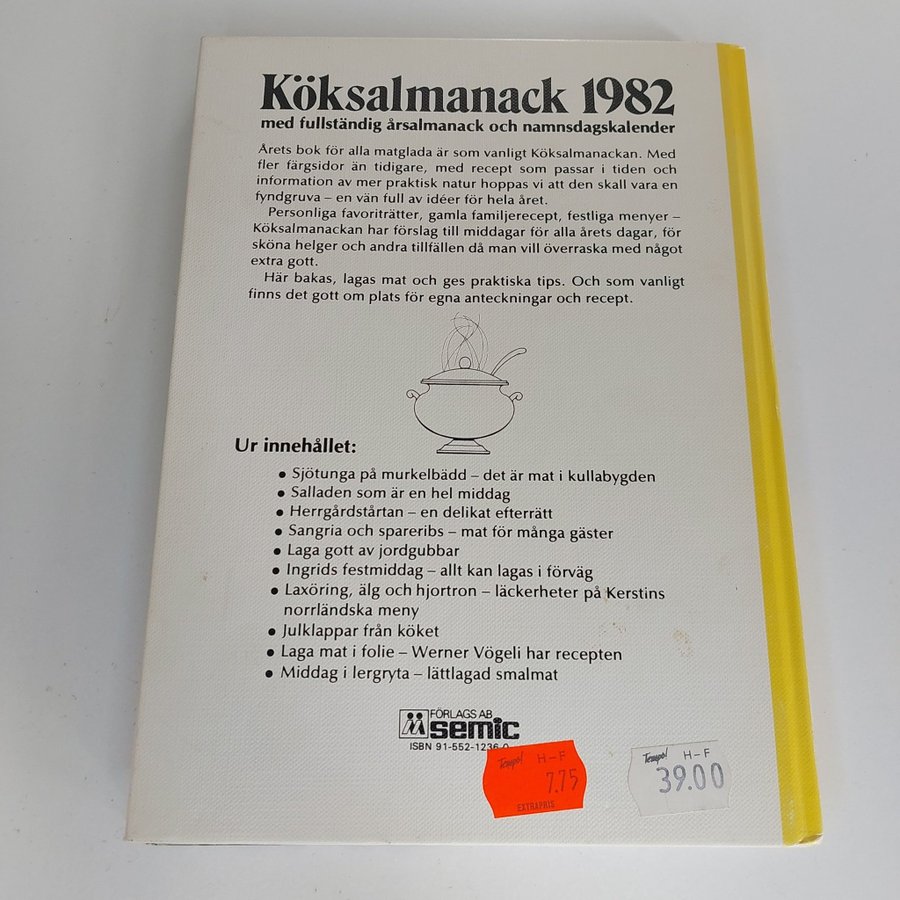 Köksalmanack 1982
med fullständig årsalmanack och namnsdagskalender
Årets bok för alla matglada är som vanligt Köksalmanackan. Med
fler färgsidor än tidigare, med recept som passar i tiden och
information av mer praktisk natur hoppas vi att den skall vara en
fyndgruva – en vän full av idéer för hela året.
Personliga favoriträtter, gamla familjerecept, festliga menyer –
Köksalmanackan har förslag till middagar för alla årets dagar, för
sköna helger och andra tillfällen då man vill överraska med något
extra gott.
Här bakas, lagas mat och ges praktiska tips. Och som vanligt
finns det gott om plats för egna anteckningar och recept.
Ur innehållet:
• Sjötunga på murkelbädd – det är mat i kullabygden
• Salladen som är en hel middag
• Herrgårdstårtan – en delikat efterrätt
• Sangria och spareribs – mat för många gäster
• Laga gott av jordgubbar
• Ingrids festmiddag – allt kan lagas i förväg
• Laxöring, älg och hjortron – läckerheter på Kerstins
norrländska meny
• Julklappar från köket
• Laga mat i folie – Werner Vögeli har recepten
• Middag i lergryta – lättlagad smalmat
FÖRLAGS AB
semic
ISBN 91-552-1236-0
Tempo! H–F
7.75
EXTRAPRIS
Tempo! H–F
39.00